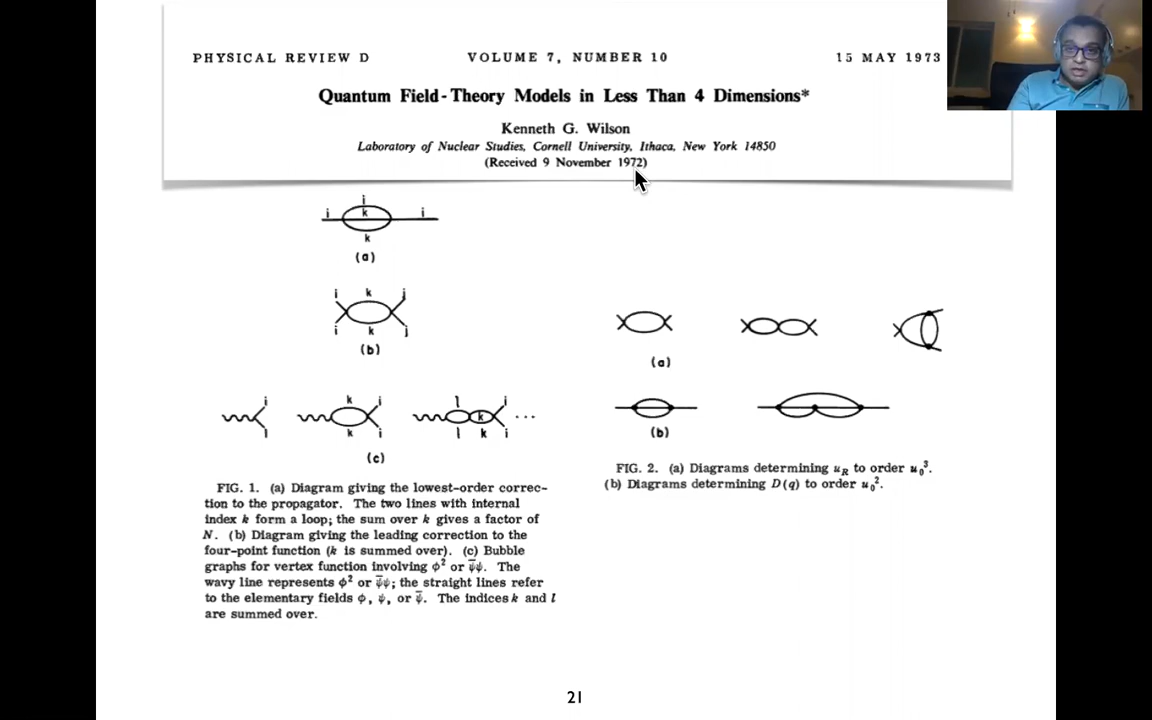 PHYSICAL REVIEW D VOLUME 7, NUMBER 10 15 MAY 1973
Quantum Field-Theory Models in Less Than 4 Dimensions*
Kenneth G. Wilson
Laboratory of Nuclear Studies, Cornell University, Ithaca, New York 14850
(Received 9 November 1972)
i
i k i
k
(a)
i k j
i k j
(b)
i k i l i
k
i k i l k i
...
(c)
FIG. 1. (a) Diagram giving the lowest-order correc-
tion to the propagator. The two lines with internal
index k form a loop; the sum over k gives a factor of
N. (b) Diagram giving the leading correction to the
four-point function (k is summed over). (c) Bubble
graphs for vertex function involving ϕ² or ψ̄ψ. The
wavy line represents ϕ² or ψ̄ψ; the straight lines refer
to the elementary fields ϕ, ψ, or ψ̄. The indices k and l
are summed over.
(a)
(b)
FIG. 2. (a) Diagrams determining u_R to order u₀³.
(b) Diagrams determining D(q) to order u₀².
21